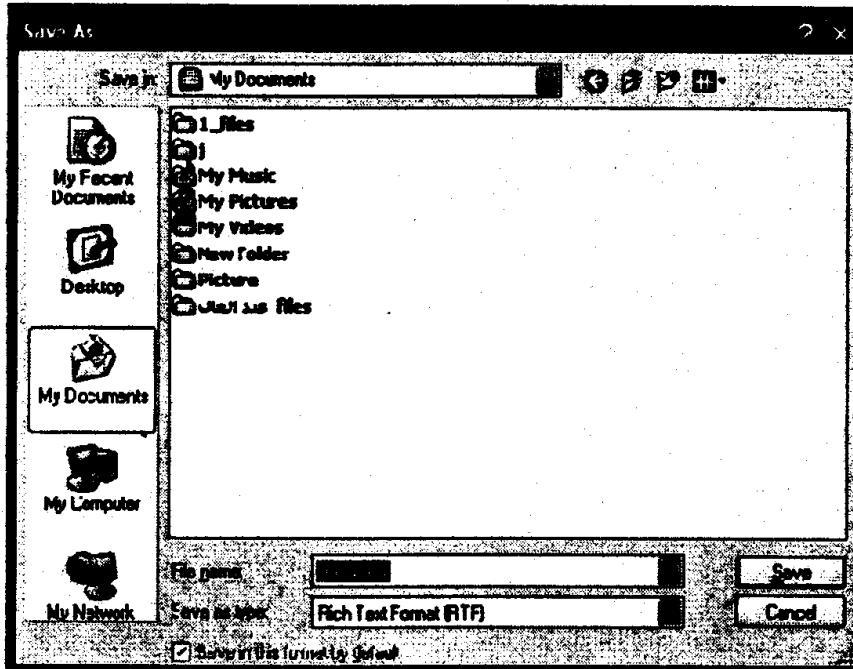 Save As
Save in: My Documents
1_files
j
My Music
My Pictures
My Videos
New Folder
Picture
files
My Recent
Documents
Desktop
My Documents
My Computer
My Network
File name:
Save as type: Rich Text Format (RTF)
Save in this format by default
Save
Cancel